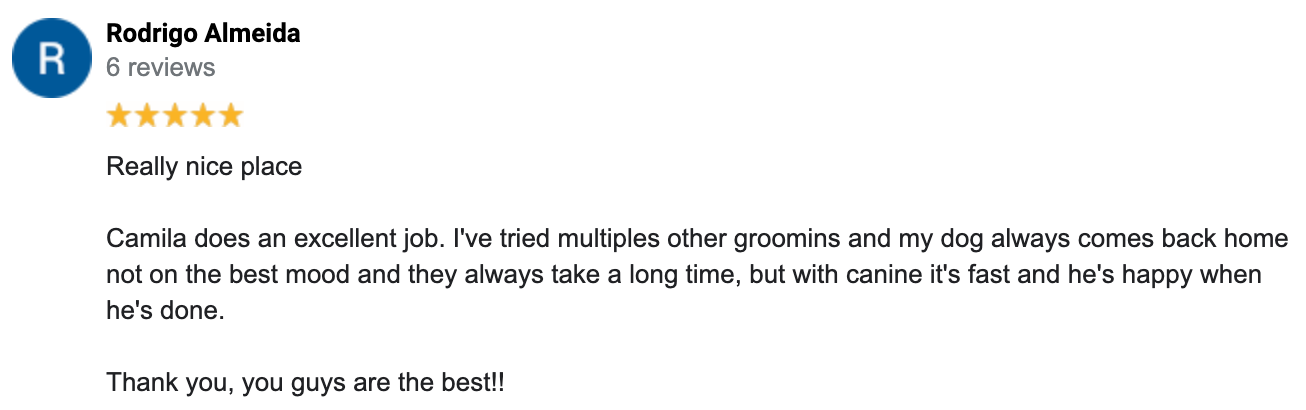 R
Rodrigo Almeida
6 reviews
Really nice place
Camila does an excellent job. I've tried multiples other groomins and my dog always comes back home
not on the best mood and they always take a long time, but with canine it's fast and he's happy when
he's done.
Thank you, you guys are the best!!